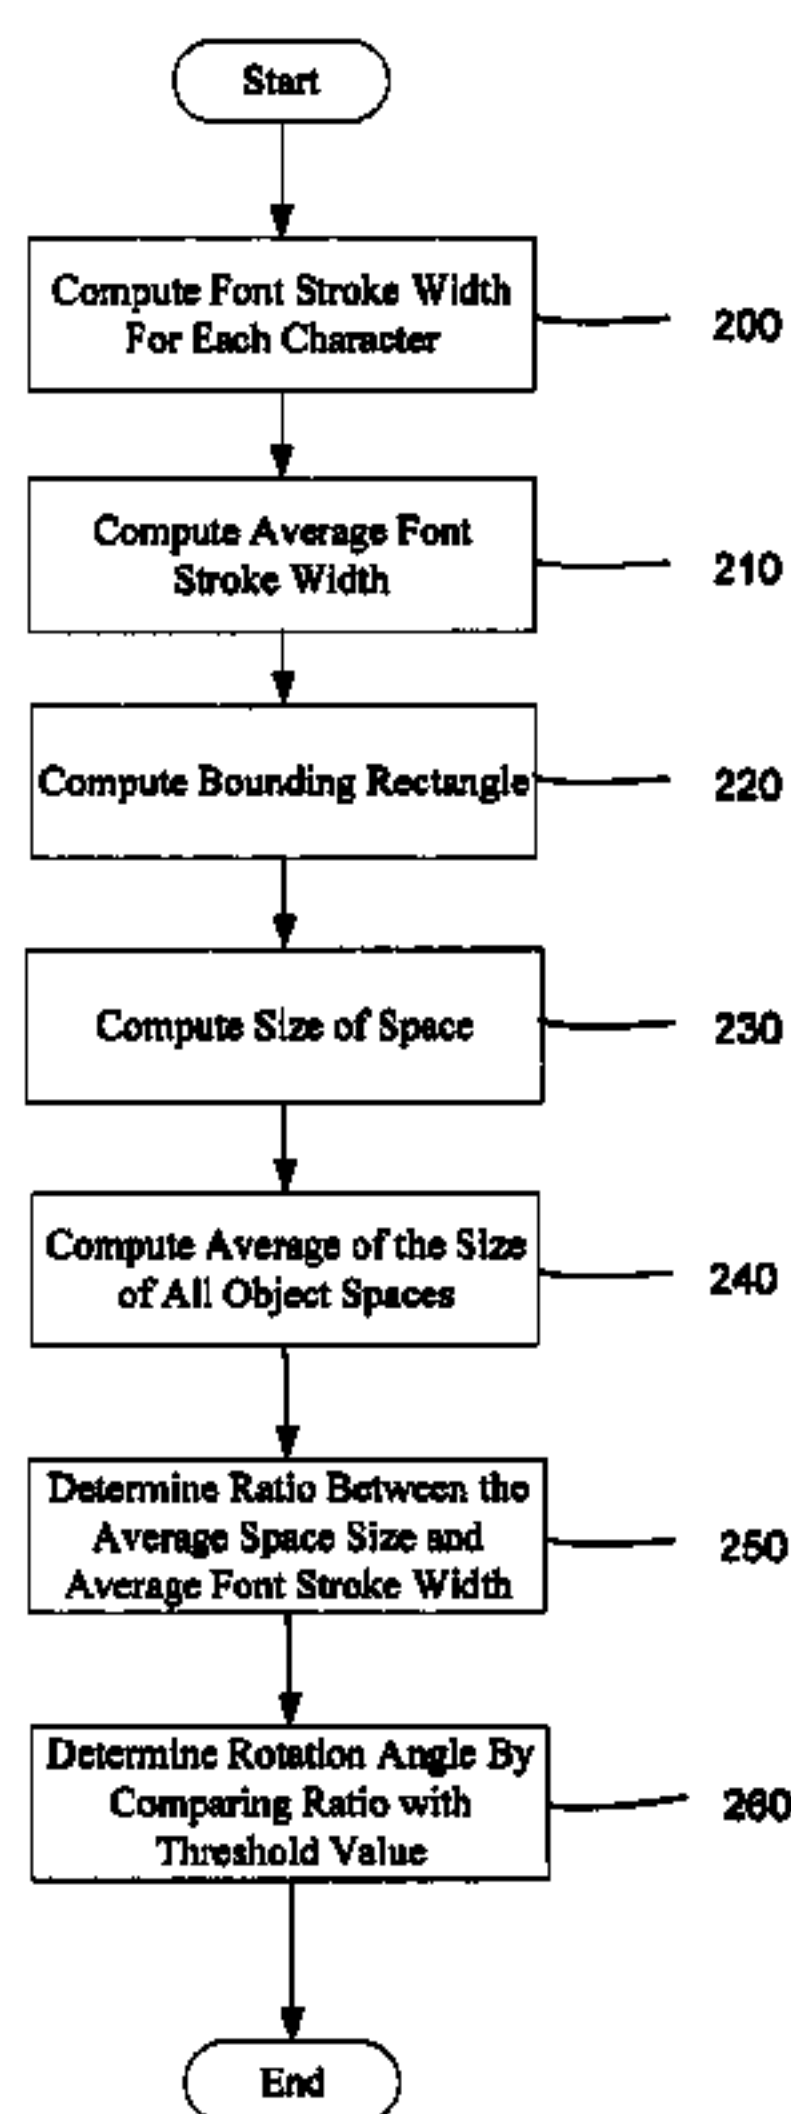 Start
Compute Font Stroke Width
For Each Character
200
Compute Average Font
Stroke Width
210
Compute Bounding Rectangle
220
Compute Size of Space
230
Compute Average of the Size
of All Object Spaces
240
Determine Ratio Between the
Average Space Size and
Average Font Stroke Width
250
Determine Rotation Angle By
Comparing Ratio with
Threshold Value
260
End